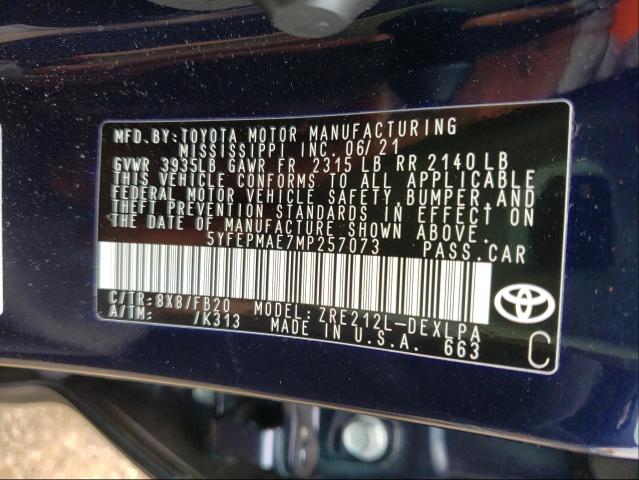 MFD.BY:TOYOTA MOTOR MANUFACTURING
MISSISSIPPI INC. 06/21
GVWR 3935LB GAWR FR 2315 LB RR 2140 LB
THIS VEHICLE CONFORMS TO ALL APPLICABLE
FEDERAL MOTOR VEHICLE SAFETY,BUMPER,AND
THEFT PREVENTION STANDARDS IN EFFECT ON
THE DATE OF MANUFACTURE SHOWN ABOVE.
5YFEPMAE7MP257073 PASS.CAR
C/TR: 8X8/FB20 MODEL: ZRE212L-DEXLPA
A/TM: /K313 MADE IN U.S.A. 663
C